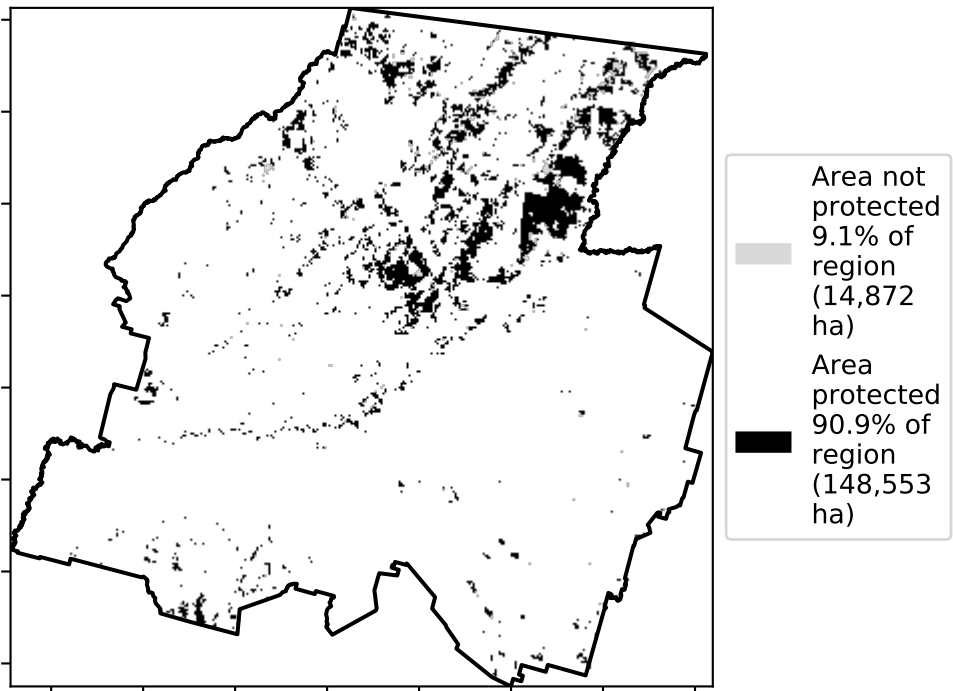 Area not
protected
9.1% of
region
(14,872
ha)
Area
protected
90.9% of
region
(148,553
ha)